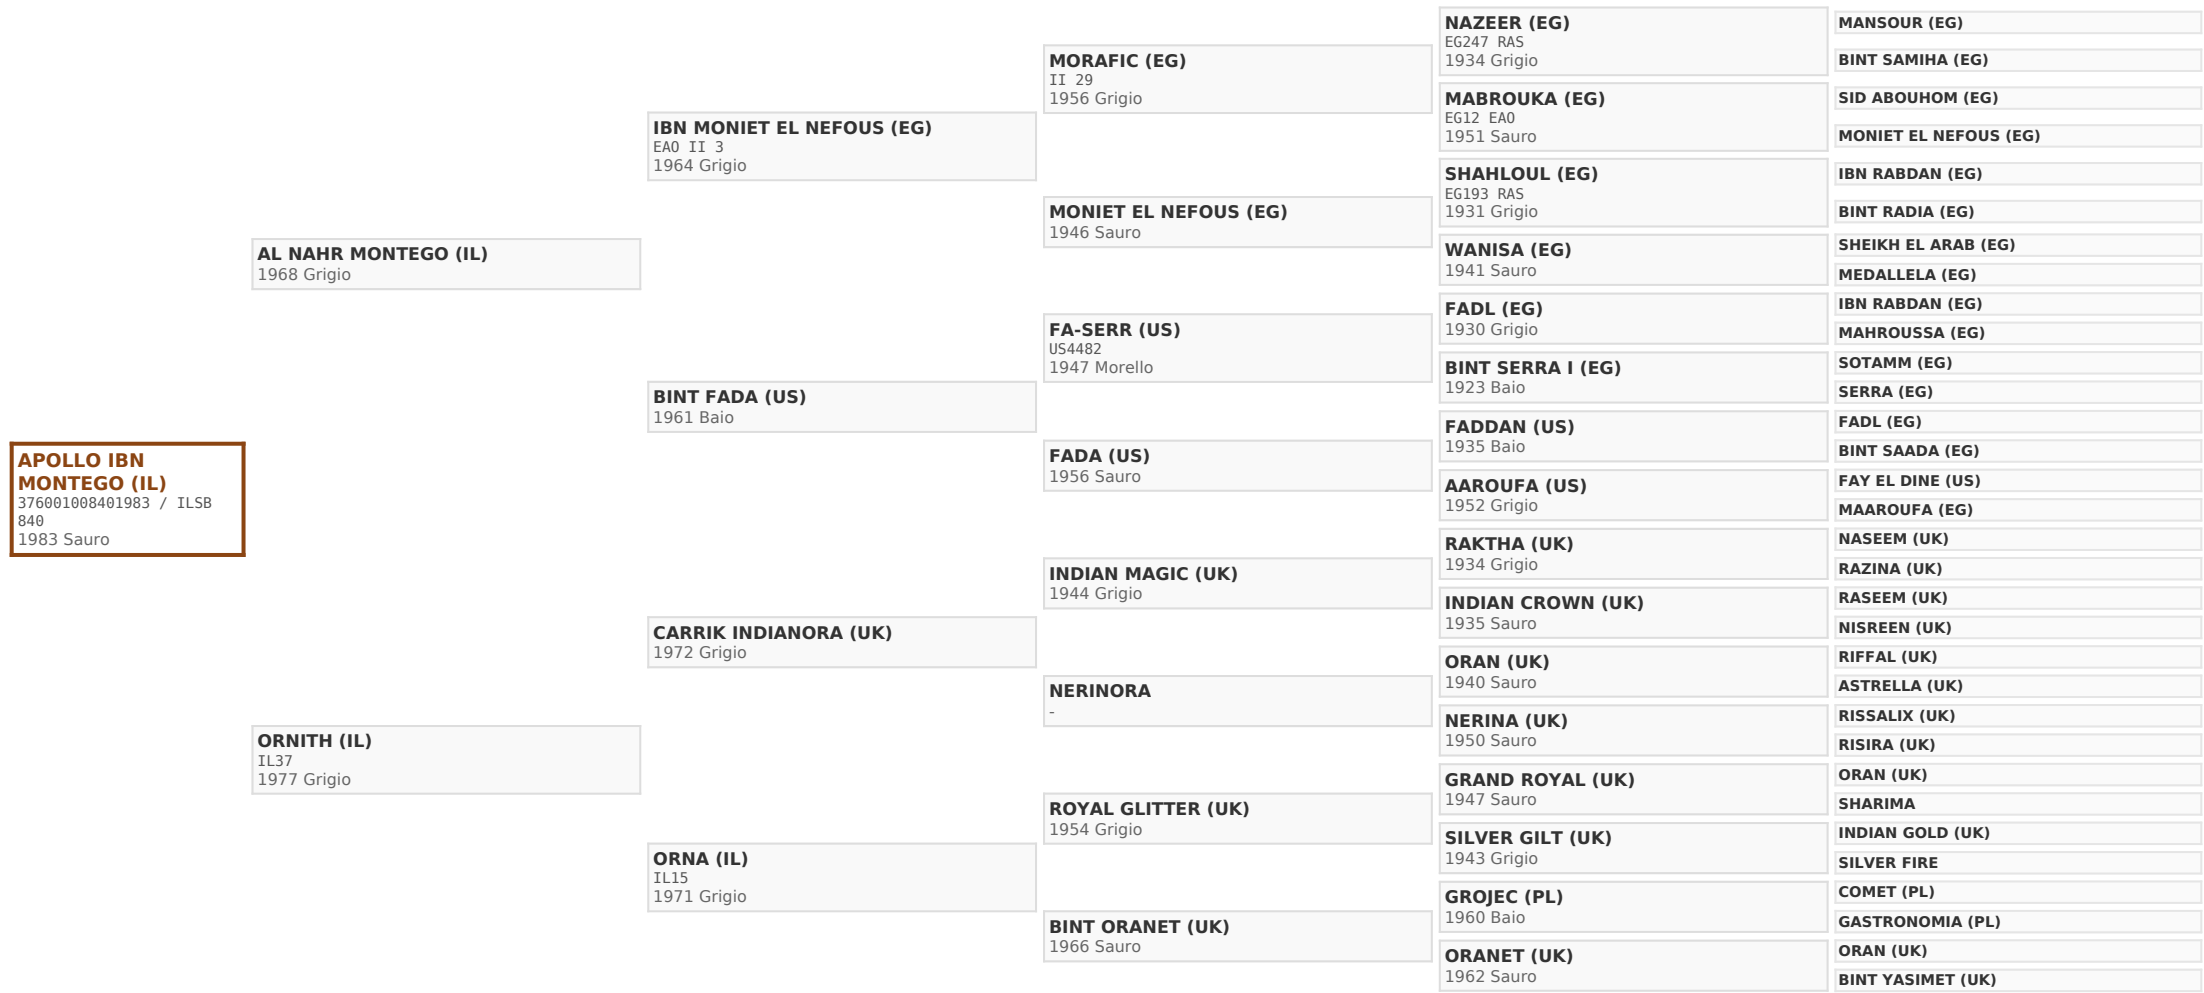 APOLLO IBN
MONTEGO (IL)
376001008401983 / ILSB
840
1983 Sauro
AL NAHR MONTEGO (IL)
1968 Grigio
ORNITH (IL)
IL37
1977 Grigio
IBN MONIET EL NEFOUS (EG)
EAO II 3
1964 Grigio
BINT FADA (US)
1961 Baio
CARRIK INDIANORA (UK)
1972 Grigio
ORNA (IL)
IL15
1971 Grigio
MORAFIC (EG)
II 29
1956 Grigio
MONIET EL NEFOUS (EG)
1946 Sauro
FA-SERR (US)
US4482
1947 Morello
FADA (US)
1956 Sauro
INDIAN MAGIC (UK)
1944 Grigio
NERINORA
-
ROYAL GLITTER (UK)
1954 Grigio
BINT ORANET (UK)
1966 Sauro
NAZEER (EG)
EG247 RAS
1934 Grigio
MABROUKA (EG)
EG12 EAO
1951 Sauro
SHAHLOUL (EG)
EG193 RAS
1931 Grigio
WANISA (EG)
1941 Sauro
FADL (EG)
1930 Grigio
BINT SERRA I (EG)
1923 Baio
FADDAN (US)
1935 Baio
AAROUFA (US)
1952 Grigio
RAKTHA (UK)
1934 Grigio
INDIAN CROWN (UK)
1935 Sauro
ORAN (UK)
1940 Sauro
NERINA (UK)
1950 Sauro
GRAND ROYAL (UK)
1947 Sauro
SILVER GILT (UK)
1943 Grigio
GROJEC (PL)
1960 Baio
ORANET (UK)
1962 Sauro
MANSOUR (EG)
BINT SAMIHA (EG)
SID ABOUHOM (EG)
MONIET EL NEFOUS (EG)
IBN RABDAN (EG)
BINT RADIA (EG)
SHEIKH EL ARAB (EG)
MEDALLELA (EG)
IBN RABDAN (EG)
MAHROUSSA (EG)
SOTAMM (EG)
SERRA (EG)
FADL (EG)
BINT SAADA (EG)
FAY EL DINE (US)
MAAROUFA (EG)
NASEEM (UK)
RAZINA (UK)
RASEEM (UK)
NISREEN (UK)
RIFFAL (UK)
ASTRELLA (UK)
RISSALIX (UK)
RISIRA (UK)
ORAN (UK)
SHARIMA
INDIAN GOLD (UK)
SILVER FIRE
COMET (PL)
GASTRONOMIA (PL)
ORAN (UK)
BINT YASIMET (UK)